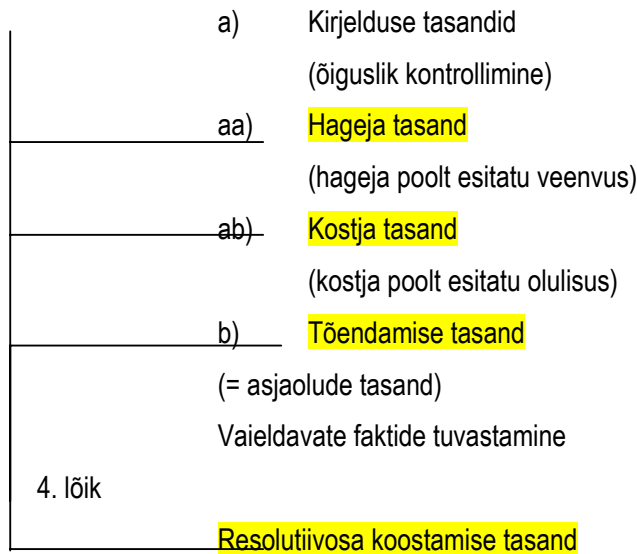 a) Kirjelduse tasandid
(õiguslik kontrollimine)
aa) Hageja tasand
(hageja poolt esitatu veenvus)
ab) Kostja tasand
(kostja poolt esitatu olulisus)
b) Tõendamise tasand
(= asjaolude tasand)
Vaieldavate faktide tuvastamine
4. lõik
Resolutiivosa koostamise tasand